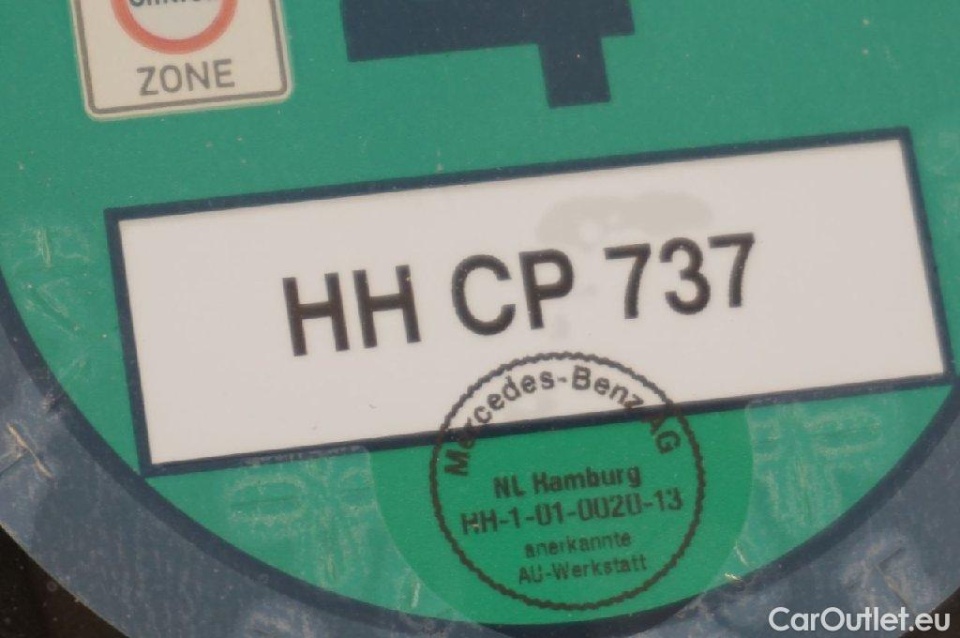 ZONE
4
HH CP 737
Mercedes-Benz AG
NL Hamburg
HH-1-01-0020-13
anerkannte
AU-Werkstatt
CarOutlet.eu